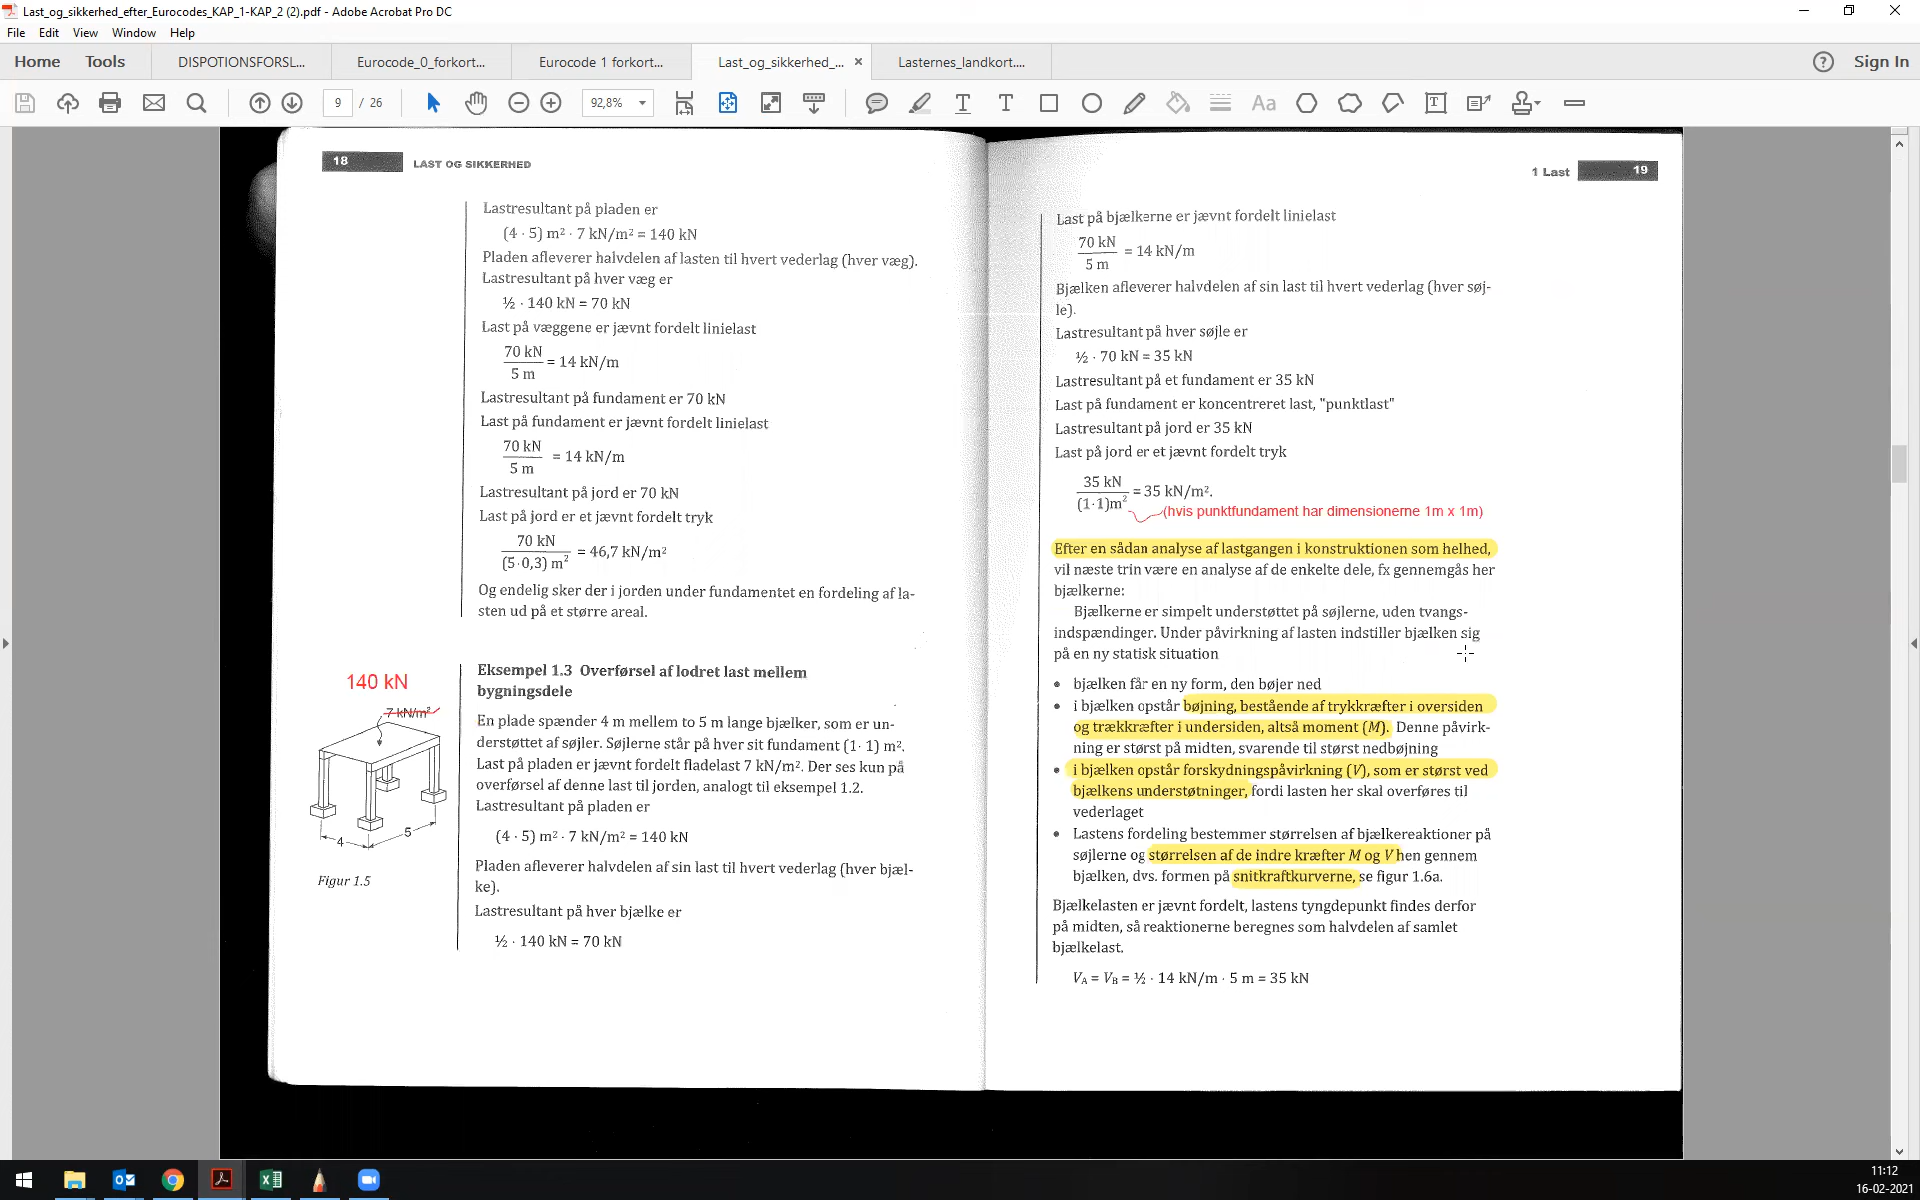 Last_og_sikkerhed_efter_Eurocodes_KAP_1-KAP_2 (2).pdf - Adobe Acrobat Pro DC
File Edit View Window Help
Home Tools DISPOTIONSFORSL... Eurocode_0_forkort... Eurocode 1 forkort... Last_og_sikkerhed_... × Lasternes_landkort.... Sign In
9 / 26 92,8%
18 LAST OG SIKKERHED
Lastresultant på pladen er
(4 · 5) m² · 7 kN/m² = 140 kN
Pladen afleverer halvdelen af lasten til hvert vederlag (hver væg).
Lastresultant på hver væg er
½ · 140 kN = 70 kN
Last på væggene er jævnt fordelt linielast
70 kN
5 m
= 14 kN/m
Lastresultant på fundament er 70 kN
Last på fundament er jævnt fordelt linielast
70 kN
5 m
= 14 kN/m
Lastresultant på jord er 70 kN
Last på jord er et jævnt fordelt tryk
70 kN
(5·0,3) m²
= 46,7 kN/m²
Og endelig sker der i jorden under fundamentet en fordeling af la-
sten ud på et større areal.
140 kN
7 kN/m²
4
5
Figur 1.5
Eksempel 1.3 Overførsel af lodret last mellem
bygningsdele
En plade spænder 4 m mellem to 5 m lange bjælker, som er un-
derstøttet af søjler. Søjlerne står på hver sit fundament (1· 1) m².
Last på pladen er jævnt fordelt fladelast 7 kN/m². Der ses kun på
overførsel af denne last til jorden, analogt til eksempel 1.2.
Lastresultant på pladen er
(4 · 5) m² · 7 kN/m² = 140 kN
Pladen afleverer halvdelen af sin last til hvert vederlag (hver bjæl-
ke).
Lastresultant på hver bjælke er
½ · 140 kN = 70 kN
1 Last 19
Last på bjælkerne er jævnt fordelt linielast
70 kN
5 m
= 14 kN/m
Bjælken afleverer halvdelen af sin last til hvert vederlag (hver søj-
le).
Lastresultant på hver søjle er
½ · 70 kN = 35 kN
Lastresultant på et fundament er 35 kN
Last på fundament er koncentreret last, "punktlast"
Lastresultant på jord er 35 kN
Last på jord er et jævnt fordelt tryk
35 kN
(1·1)m²
= 35 kN/m².
(hvis punktfundament har dimensionerne 1m x 1m)
Efter en sådan analyse af lastgangen i konstruktionen som helhed,
vil næste trin være en analyse af de enkelte dele, fx gennemgås her
bjælkerne:
Bjælkerne er simpelt understøttet på søjlerne, uden tvangs-
indspændinger. Under påvirkning af lasten indstiller bjælken sig
på en ny statisk situation
• bjælken får en ny form, den bøjer ned
• i bjælken opstår bøjning, bestående af trykkræfter i oversiden
og trækkræfter i undersiden, altså moment (M). Denne påvirk-
ning er størst på midten, svarende til størst nedbøjning
• i bjælken opstår forskydningspåvirkning (V), som er størst ved
bjælkens understøtninger, fordi lasten her skal overføres til
vederlaget
• Lastens fordeling bestemmer størrelsen af bjælkereaktioner på
søjlerne og størrelsen af de indre kræfter M og V hen gennem
bjælken, dvs. formen på snitkraftkurverne, se figur 1.6a.
Bjælkelasten er jævnt fordelt, lastens tyngdepunkt findes derfor
på midten, så reaktionerne beregnes som halvdelen af samlet
bjælkelast.
VA = VB = ½ · 14 kN/m · 5 m = 35 kN
11:12
16-02-2021